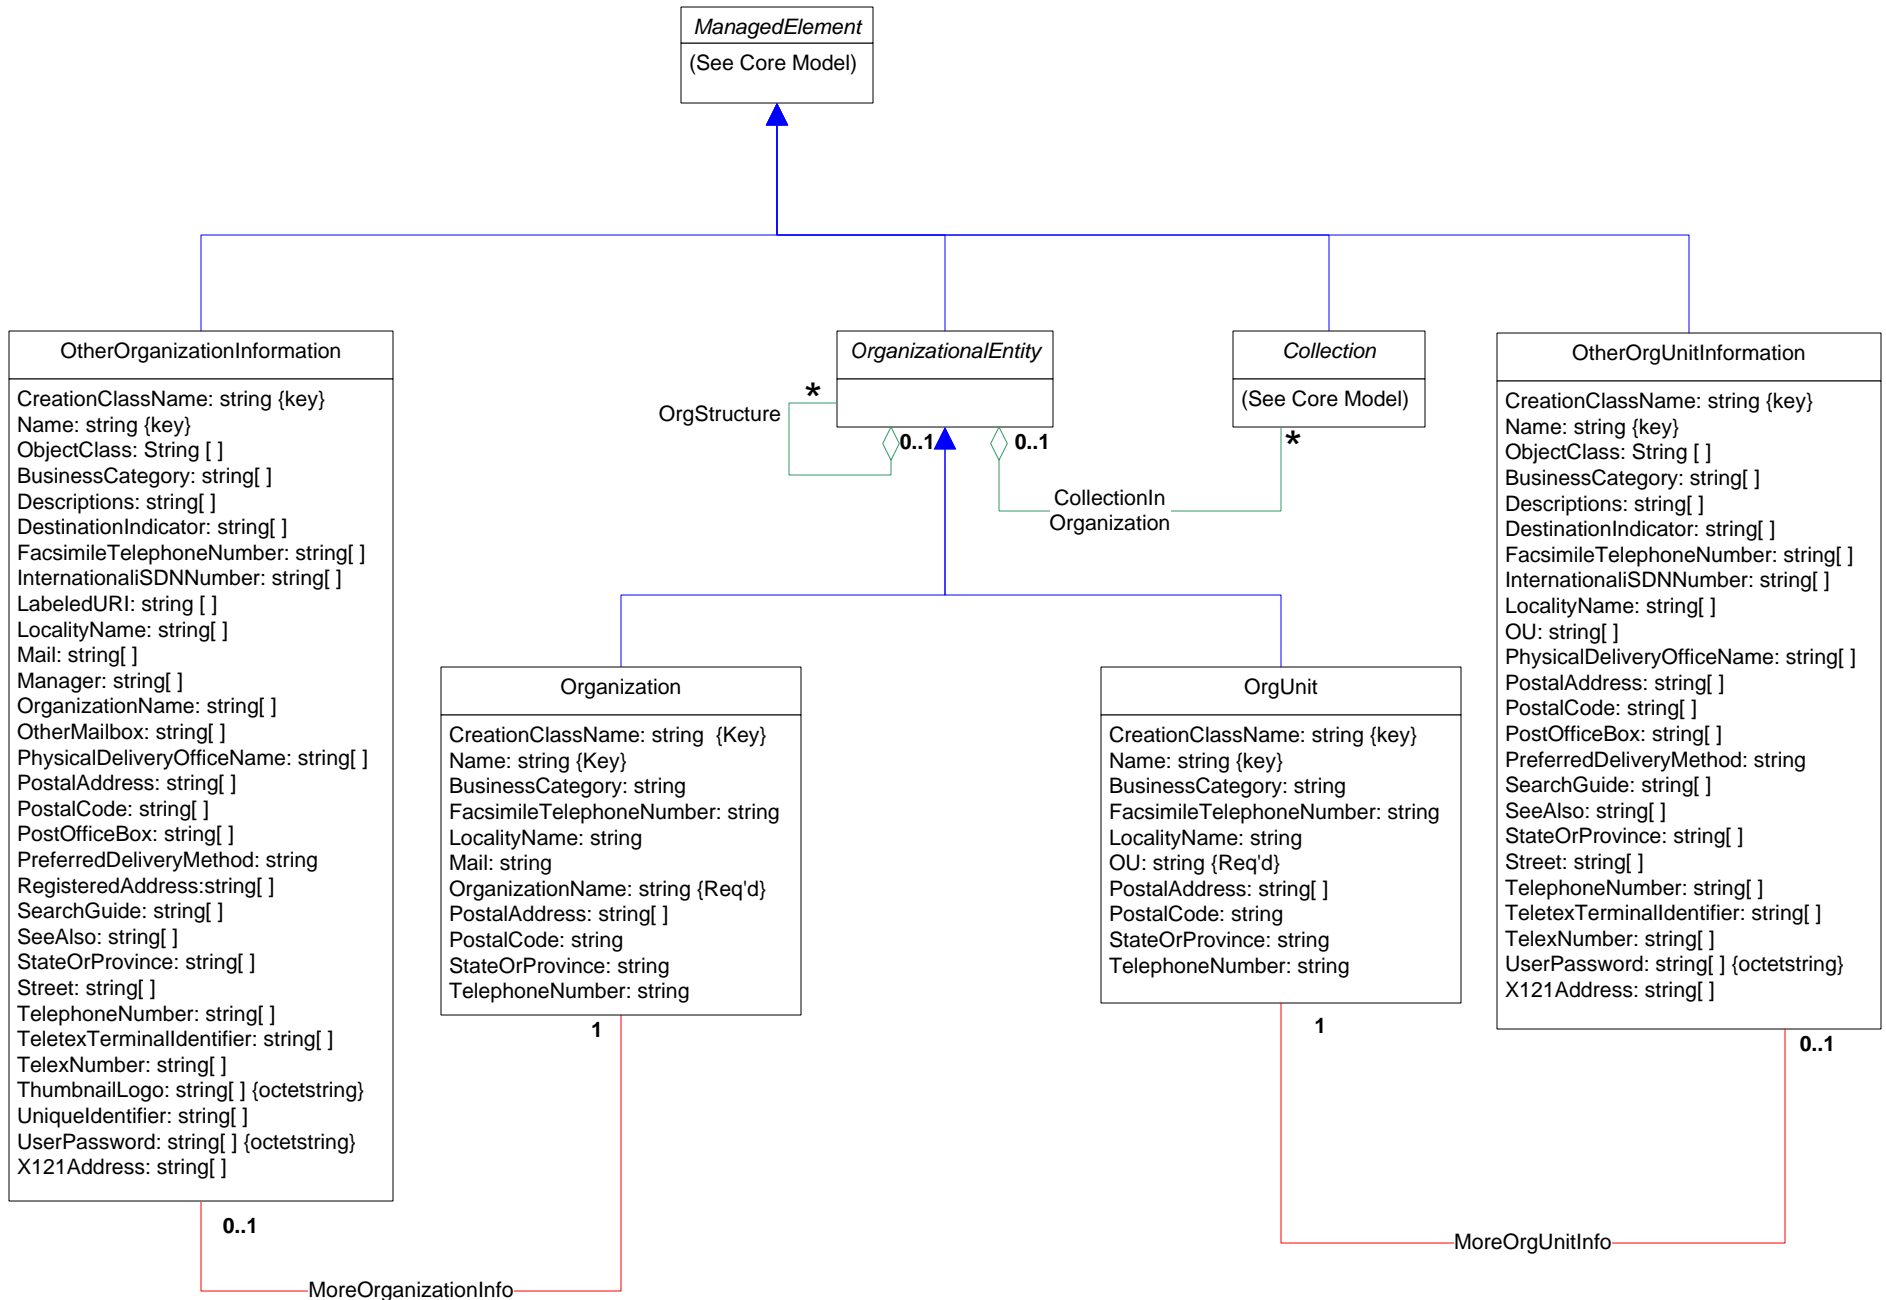 ManagedElement
(See Core Model)
OtherOrganizationInformation
CreationClassName: string {key}
Name: string {key}
ObjectClass: String [ ]
BusinessCategory: string[ ]
Descriptions: string[ ]
DestinationIndicator: string[ ]
FacsimileTelephoneNumber: string[ ]
InternationaliSDNNumber: string[ ]
LabeledURI: string [ ]
LocalityName: string[ ]
Mail: string[ ]
Manager: string[ ]
OrganizationName: string[ ]
OtherMailbox: string[ ]
PhysicalDeliveryOfficeName: string[ ]
PostalAddress: string[ ]
PostalCode: string[ ]
PostOfficeBox: string[ ]
PreferredDeliveryMethod: string
RegisteredAddress:string[ ]
SearchGuide: string[ ]
SeeAlso: string[ ]
StateOrProvince: string[ ]
Street: string[ ]
TelephoneNumber: string[ ]
TeletexTerminalIdentifier: string[ ]
TelexNumber: string[ ]
ThumbnailLogo: string[ ] {octetstring}
UniqueIdentifier: string[ ]
UserPassword: string[ ] {octetstring}
X121Address: string[ ]
0..1
MoreOrganizationInfo
OrganizationalEntity
*
OrgStructure
0..1
0..1
Collection
(See Core Model)
*
CollectionIn
Organization
Organization
CreationClassName: string  {Key}
Name: string {Key}
BusinessCategory: string
FacsimileTelephoneNumber: string
LocalityName: string
Mail: string
OrganizationName: string {Req'd}
PostalAddress: string[ ]
PostalCode: string
StateOrProvince: string
TelephoneNumber: string
1
OrgUnit
CreationClassName: string {key}
Name: string {key}
BusinessCategory: string
FacsimileTelephoneNumber: string
LocalityName: string
OU: string {Req'd}
PostalAddress: string[ ]
PostalCode: string
StateOrProvince: string
TelephoneNumber: string
1
OtherOrgUnitInformation
CreationClassName: string {key}
Name: string {key}
ObjectClass: String [ ]
BusinessCategory: string[ ]
Descriptions: string[ ]
DestinationIndicator: string[ ]
FacsimileTelephoneNumber: string[ ]
InternationaliSDNNumber: string[ ]
LocalityName: string[ ]
OU: string[ ]
PhysicalDeliveryOfficeName: string[ ]
PostalAddress: string[ ]
PostalCode: string[ ]
PostOfficeBox: string[ ]
PreferredDeliveryMethod: string
SearchGuide: string[ ]
SeeAlso: string[ ]
StateOrProvince: string[ ]
Street: string[ ]
TelephoneNumber: string[ ]
TeletexTerminalIdentifier: string[ ]
TelexNumber: string[ ]
UserPassword: string[ ] {octetstring}
X121Address: string[ ]
0..1
MoreOrgUnitInfo